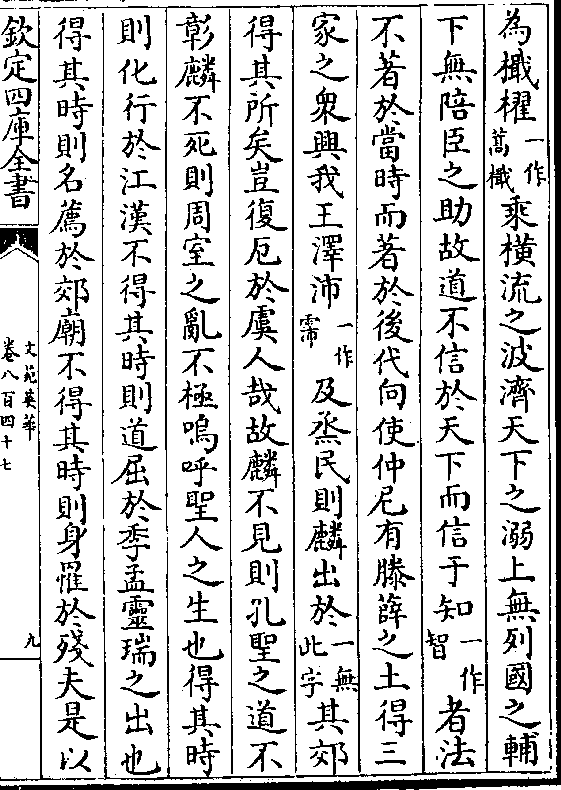 為檝櫂一作蒿檝乘橫流之波濟天下之溺上無列國之輔
下無陪臣之助故道不信於天下而信于知一作智者法
不著於當時而著於後代向使仲尼有滕薛之土得三
家之衆興我王澤沛一作霈及烝民則麟出於一無此字其郊
得其所矣豈復厄於虞人哉故麟不見則孔聖之道不
彰麟不死則周室之亂不極嗚呼聖人之生也得其時
則化行於江漢不得其時則道屈於季孟靈瑞之出也
得其時則名薦於郊廟不得其時則身罹於殘夫是以
欽定四庫全書
文苑英華
卷八百四十七
九